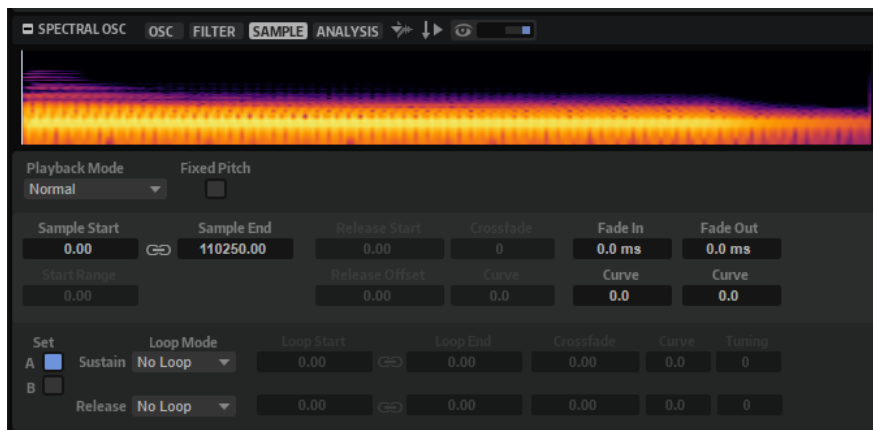 SPECTRAL OSC OSC FILTER SAMPLE ANALYSIS
Playback Mode Fixed Pitch
Normal
Sample Start Sample End Release Start Crossfade Fade In Fade Out
0.00 110250.00 0.00 0 0.0 ms 0.0 ms
Start Range Release Offset Curve Curve Curve
0.00 0.00 0.0 0.0 0.0
Set Loop Mode Loop Start Loop End Crossfade Curve Tuning
A Sustain No Loop 0.00 0.00 0.00 0.0 0
B
Release No Loop 0.00 0.00 0.00 0.0 0